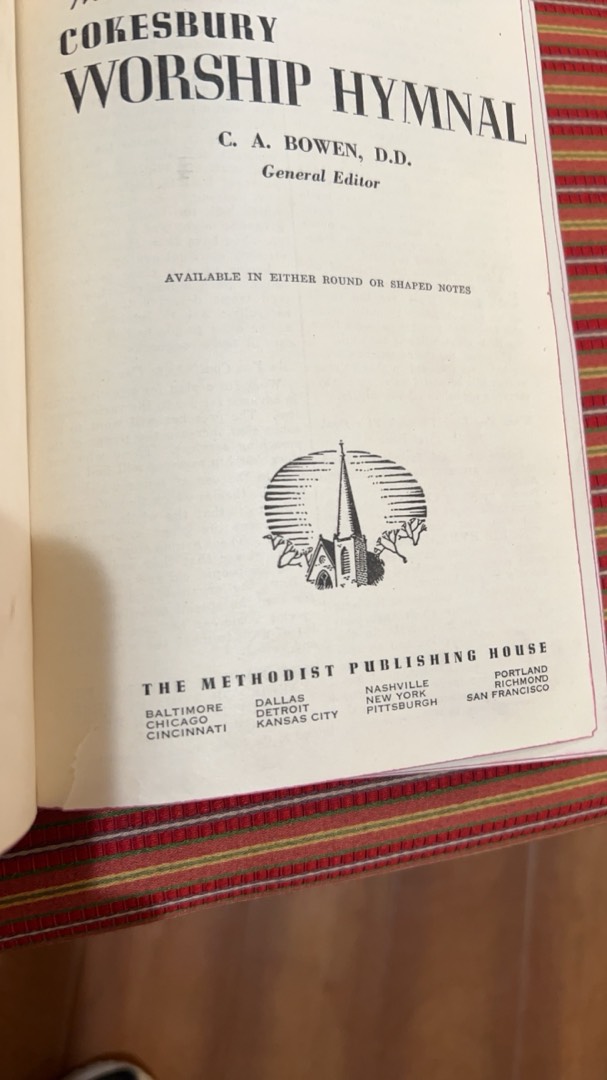 COKESBURY
WORSHIP HYMNAL
C. A. BOWEN, D.D.
General Editor
AVAILABLE IN EITHER ROUND OR SHAPED NOTES
THE METHODIST PUBLISHING HOUSE
BALTIMORE DALLAS NASHVILLE PORTLAND
CHICAGO DETROIT NEW YORK RICHMOND
CINCINNATI KANSAS CITY PITTSBURGH SAN FRANCISCO